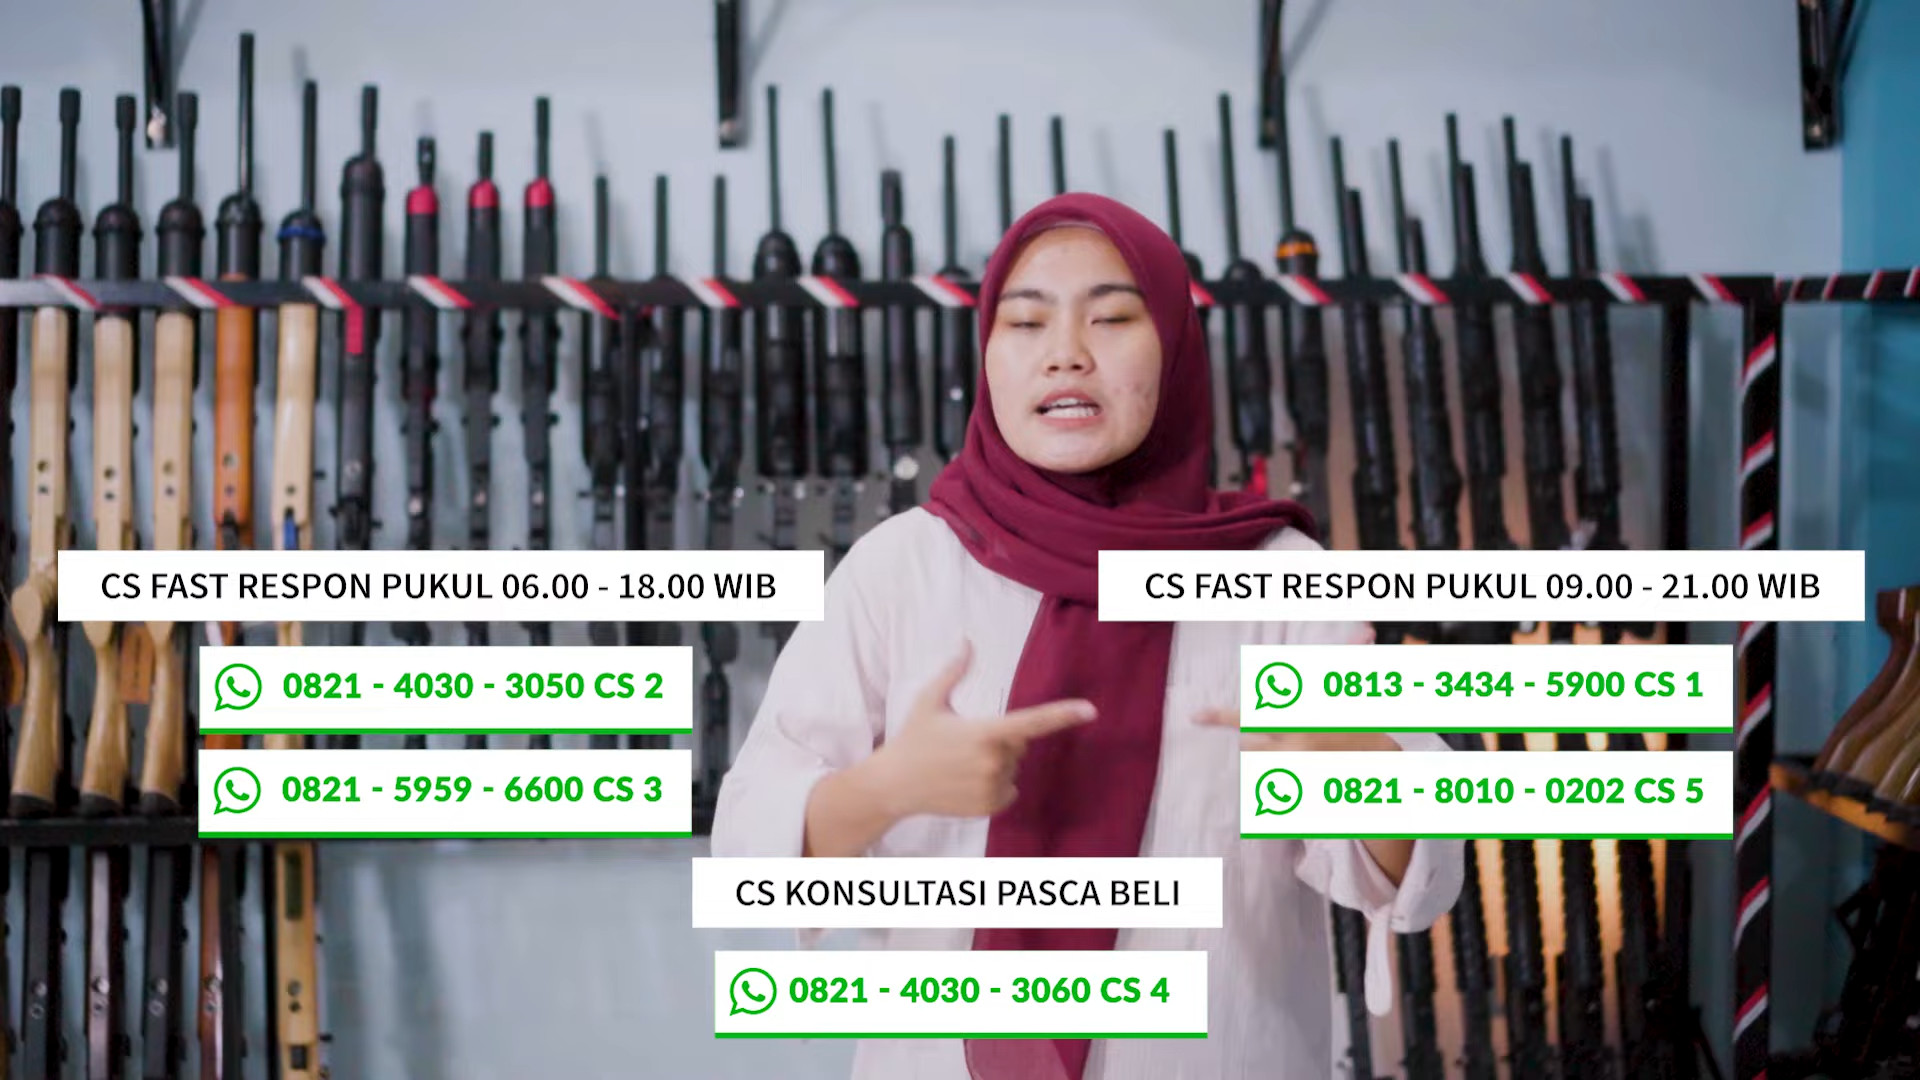 CS FAST RESPON PUKUL 06.00 - 18.00 WIB
0821 - 4030 - 3050 CS 2
0821 - 5959 - 6600 CS 3
CS FAST RESPON PUKUL 09.00 - 21.00 WIB
0813 - 3434 - 5900 CS 1
0821 - 8010 - 0202 CS 5
CS KONSULTASI PASCA BELI
0821 - 4030 - 3060 CS 4